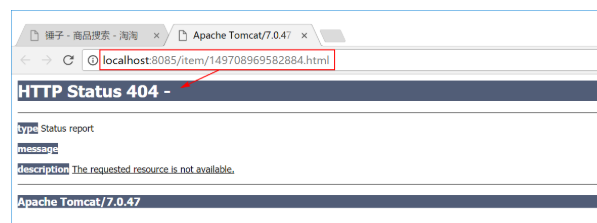 锤子 - 商品搜索 - 淘淘
Apache Tomcat/7.0.47
localhost:8085/item/149708969582884.html
HTTP Status 404 -
type Status report
message
description The requested resource is not available.
Apache Tomcat/7.0.47